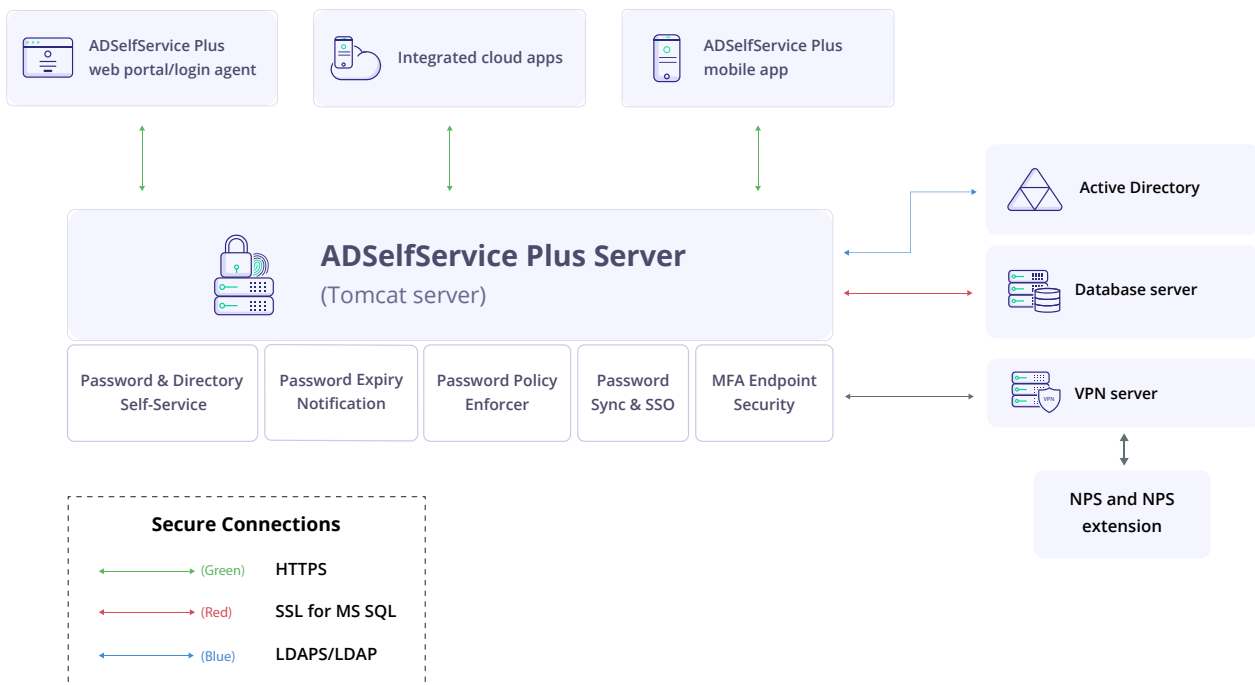 ADSelfService Plus
web portal/login agent
Integrated cloud apps
ADSelfService Plus
mobile app
Active Directory
ADSelfService Plus Server
(Tomcat server)
Database server
Password & Directory
Self-Service
Password Expiry
Notification
Password Policy
Enforcer
Password
Sync & SSO
MFA Endpoint
Security
VPN
VPN server
NPS and NPS
extension
Secure Connections
(Green) HTTPS
(Red) SSL for MS SQL
(Blue) LDAPS/LDAP